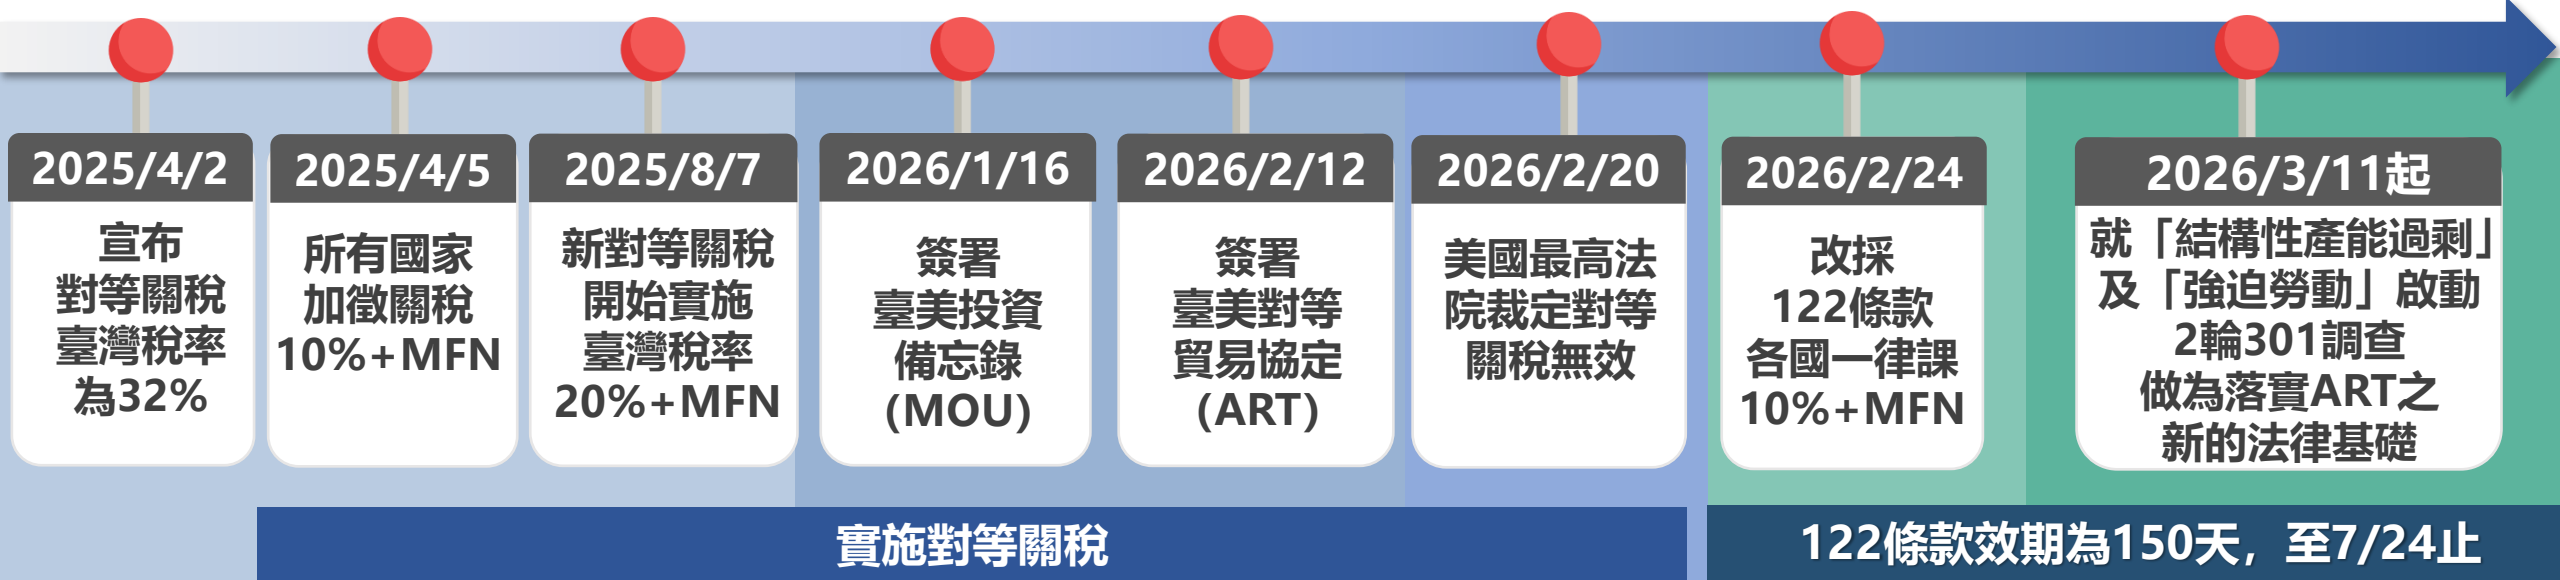 2025/4/2
宣布
對等關稅
臺灣稅率
為32%
2025/4/5
所有國家
加徵關稅
10%+MFN
2025/8/7
新對等關稅
開始實施
臺灣稅率
20%+MFN
2026/1/16
簽署
臺美投資
備忘錄
(MOU)
2026/2/12
簽署
臺美對等
貿易協定
(ART)
2026/2/20
美國最高法
院裁定對等
關稅無效
2026/2/24
改採
122條款
各國一律課
10%+MFN
2026/3/11起
就「結構性產能過剩」
及「強迫勞動」啟動
2輪301調查
做為落實ART之
新的法律基礎
實施對等關稅
122條款效期為150天，至7/24止